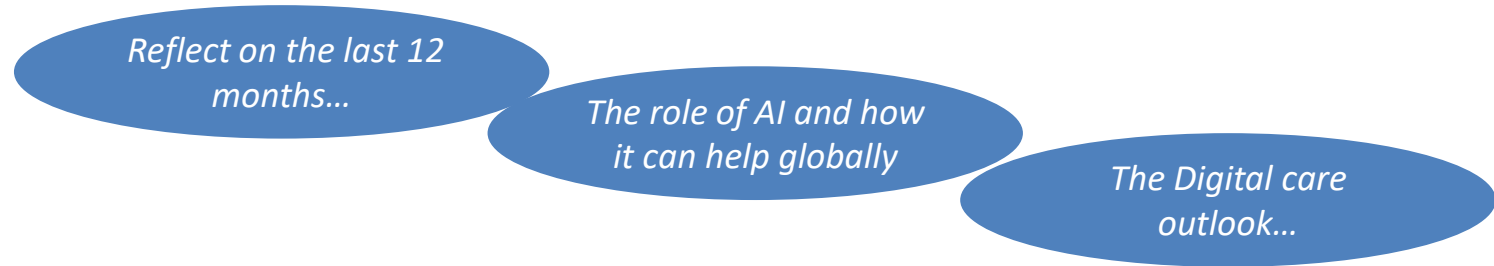 Reflect on the last 12
months…
The role of AI and how
it can help globally
The Digital care
outlook…